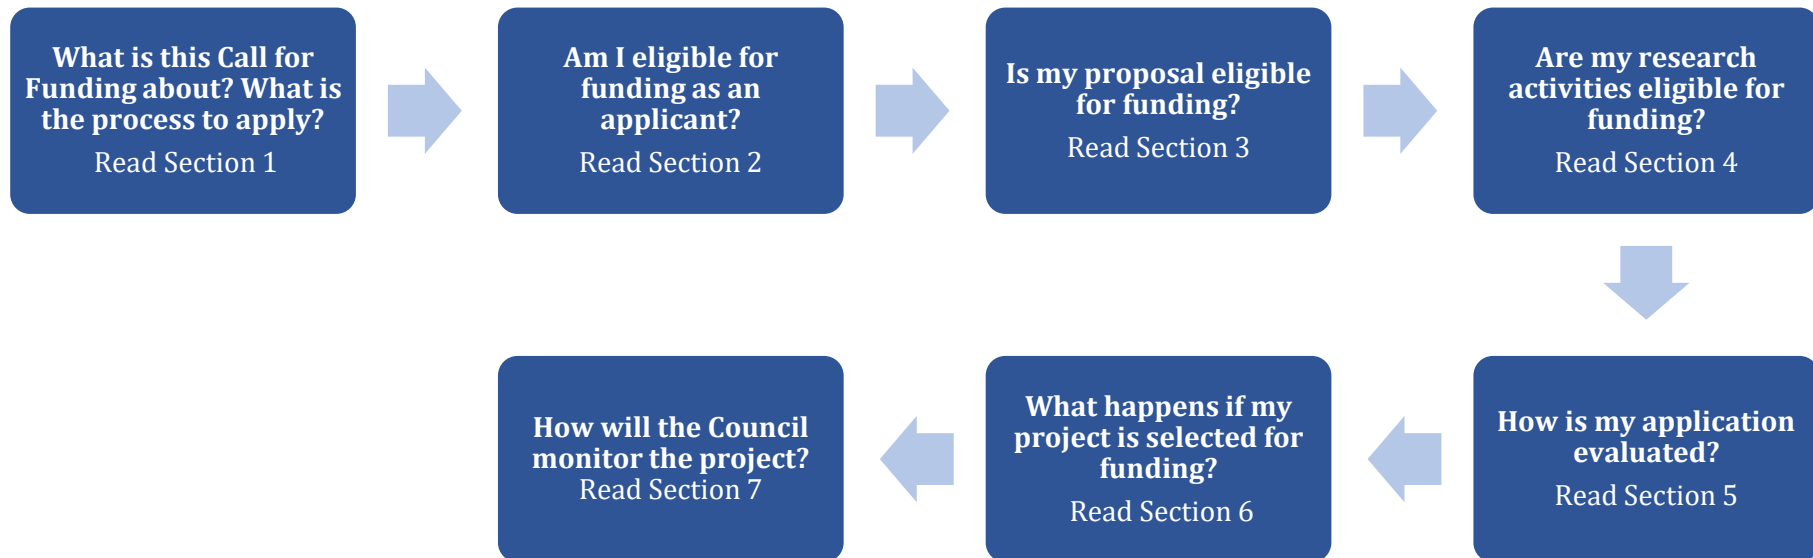 What is this Call for
Funding about? What is
the process to apply?
Read Section 1
Am I eligible for
funding as an
applicant?
Read Section 2
Is my proposal eligible
for funding?
Read Section 3
Are my research
activities eligible for
funding?
Read Section 4
How is my application
evaluated?
Read Section 5
What happens if my
project is selected for
funding?
Read Section 6
How will the Council
monitor the project?
Read Section 7